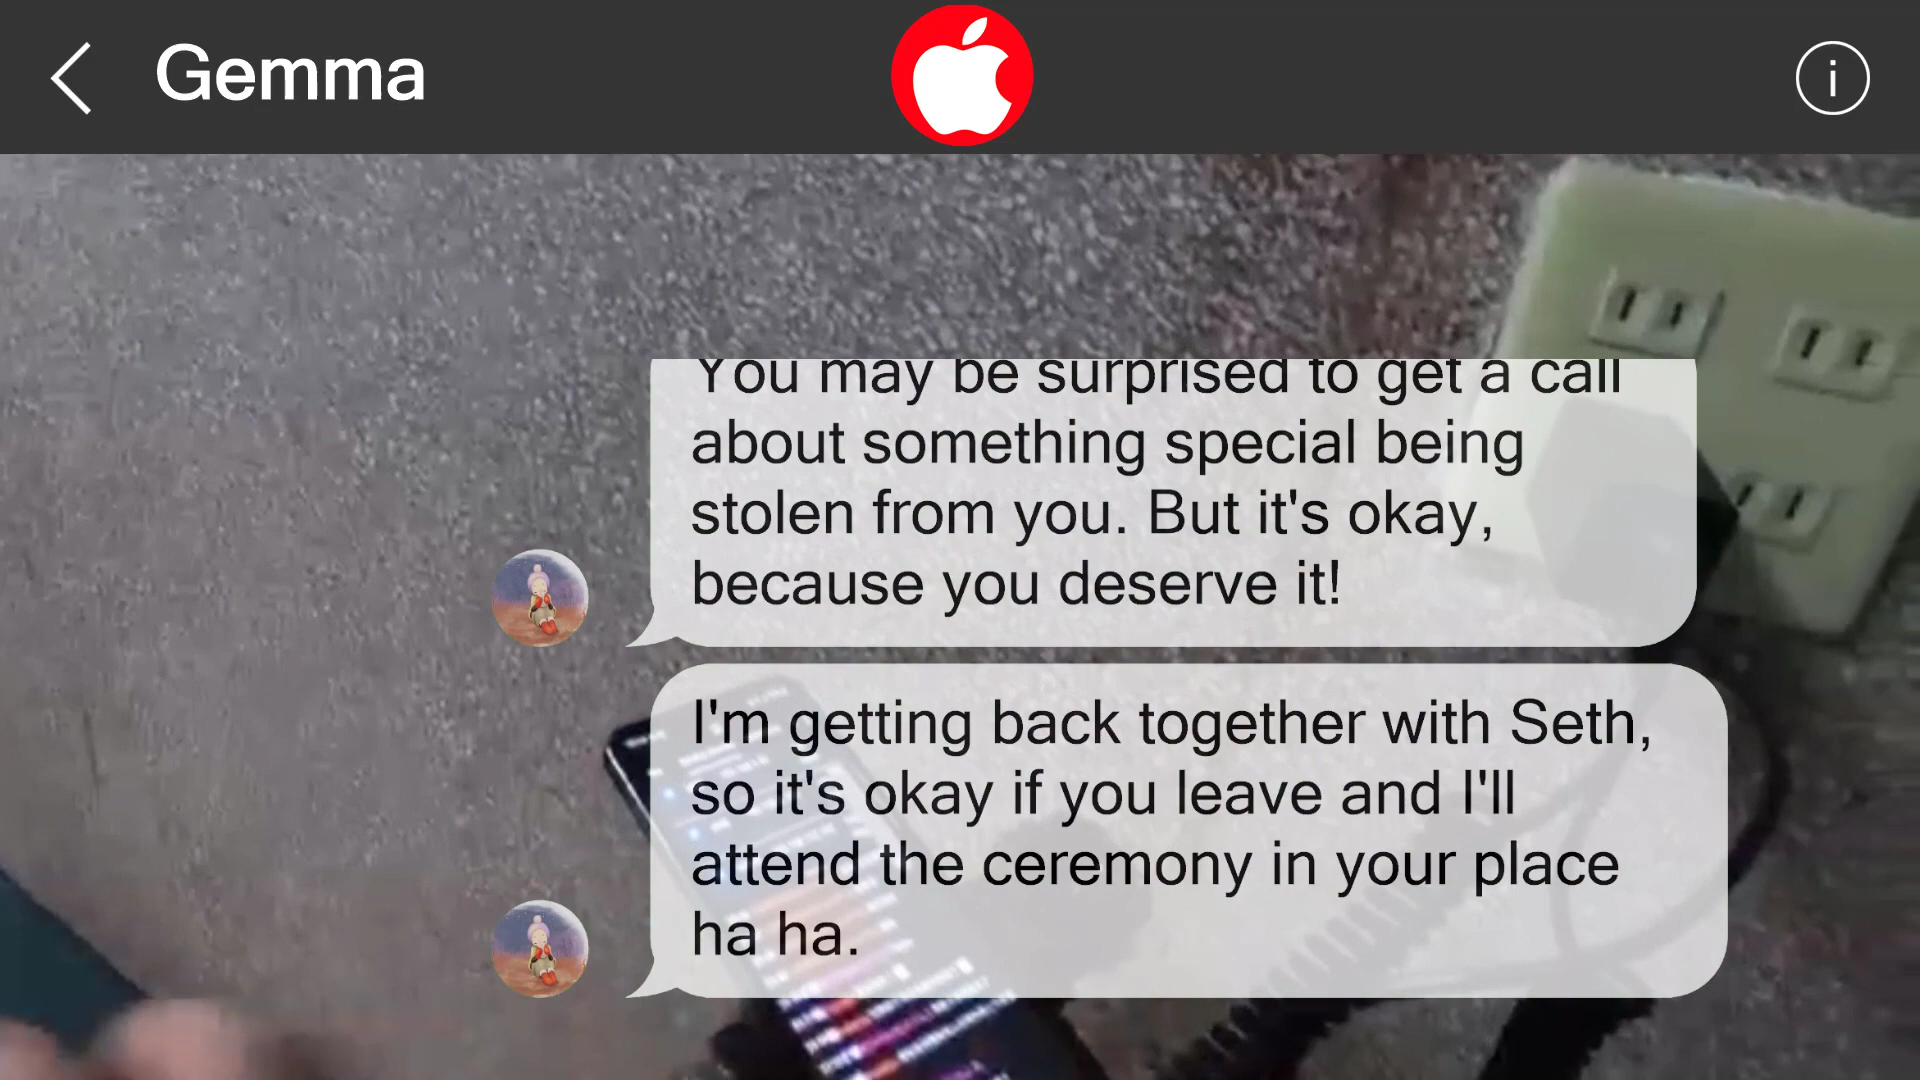 Gemma
You may be surprised to get a call
about something special being
stolen from you. But it's okay,
because you deserve it!
I'm getting back together with Seth,
so it's okay if you leave and I'll
attend the ceremony in your place
ha ha.